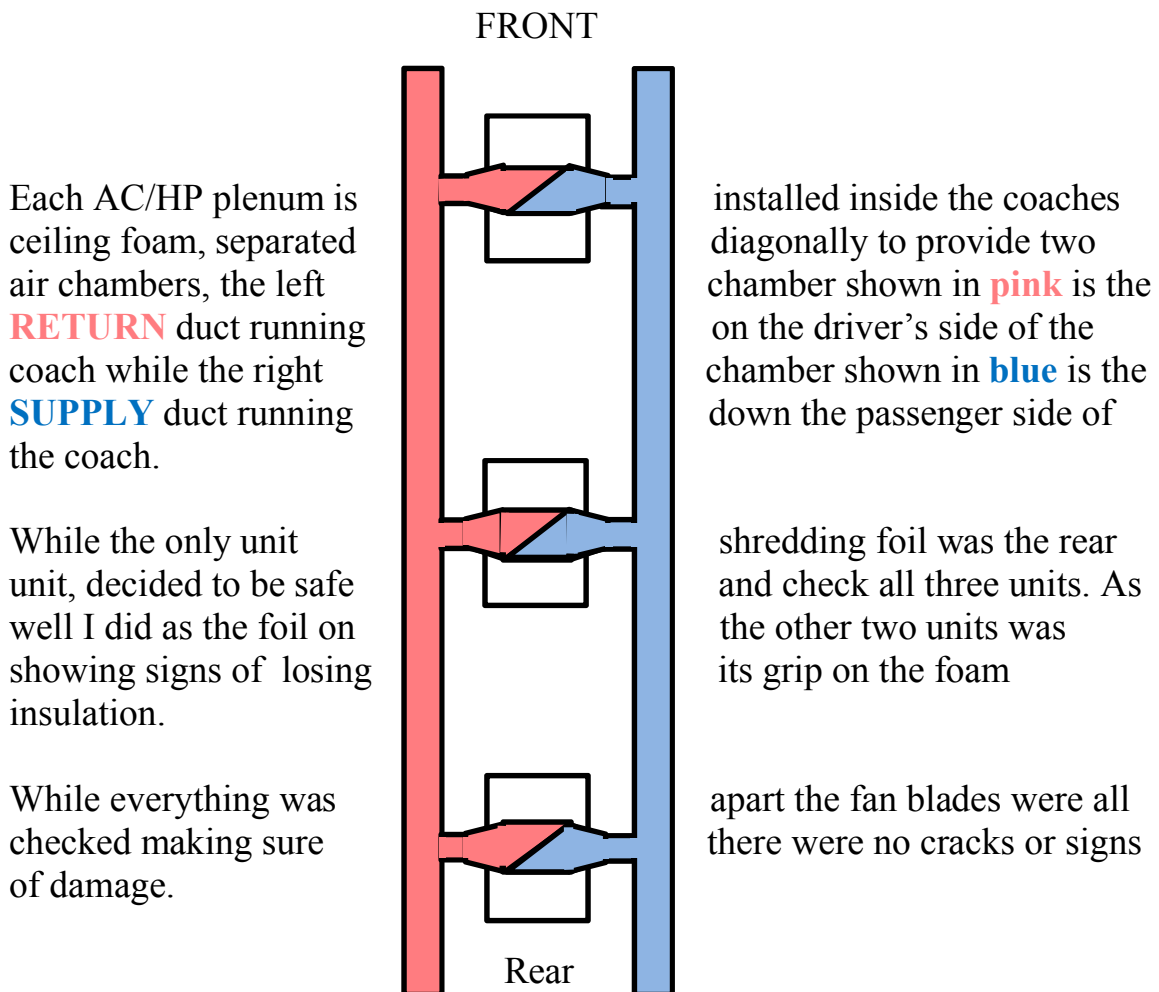 FRONT
Each AC/HP plenum is installed inside the coaches
ceiling foam, separated diagonally to provide two
air chambers, the left chamber shown in pink is the
RETURN duct running on the driver’s side of the
coach while the right chamber shown in blue is the
SUPPLY duct running down the passenger side of
the coach.
While the only unit shredding foil was the rear
unit, decided to be safe and check all three units. As
well I did as the foil on the other two units was
showing signs of losing its grip on the foam
insulation.
While everything was apart the fan blades were all
checked making sure there were no cracks or signs
of damage.
Rear